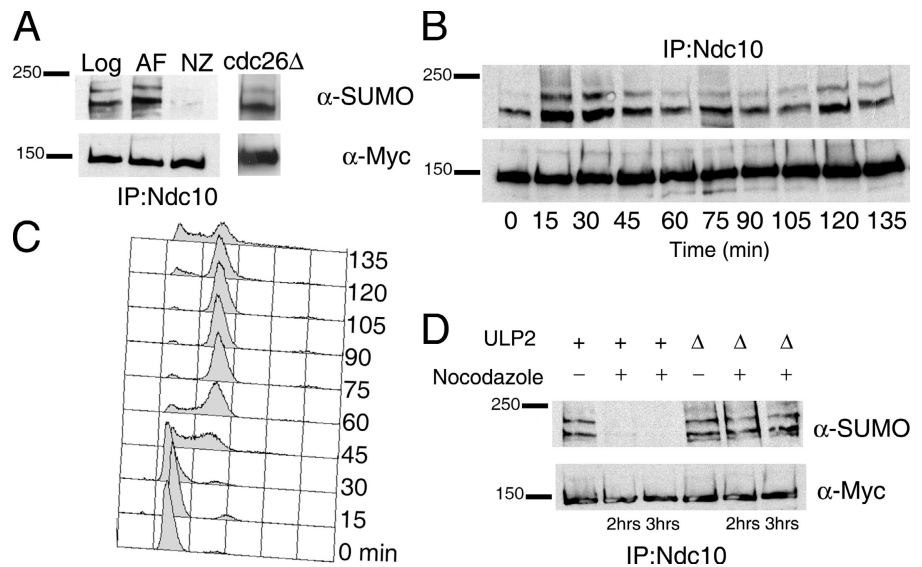 A
Log AF NZ cdc26Δ
250
α-SUMO
150
α-Myc
IP:Ndc10
B
IP:Ndc10
250
150
0 15 30 45 60 75 90 105 120 135
Time (min)
C
135
120
105
90
75
60
45
30
15
0 min
D
ULP2 + + + Δ Δ Δ
Nocodazole – + + – + +
250
α-SUMO
150
α-Myc
2hrs 3hrs 2hrs 3hrs
IP:Ndc10